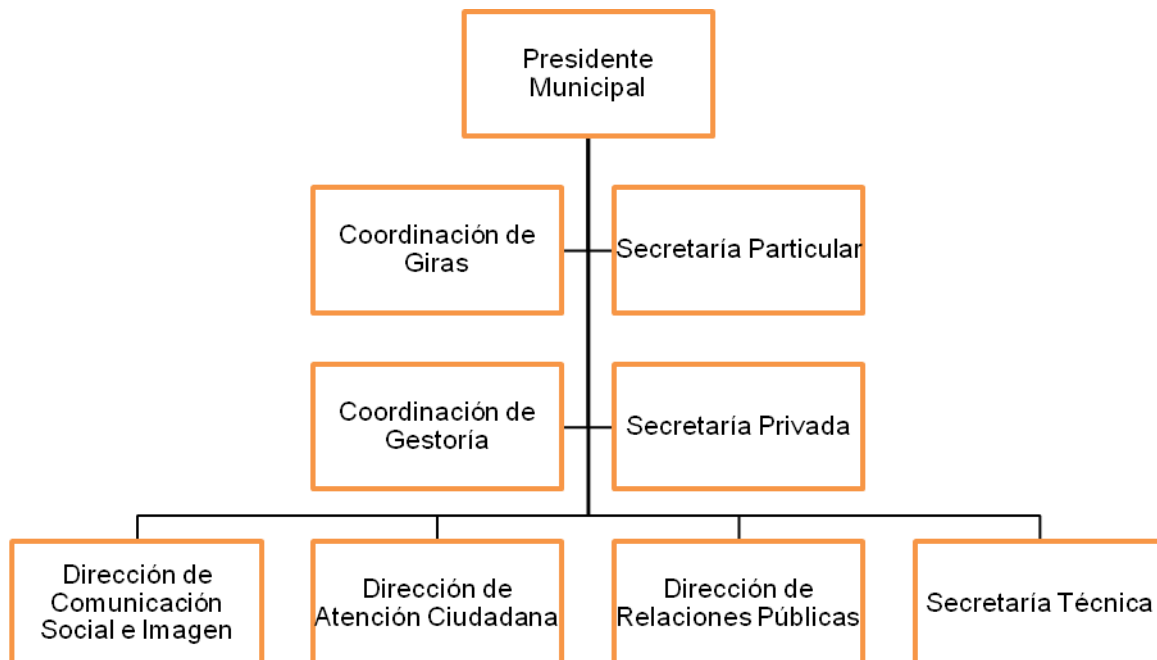 Presidente
Municipal
Coordinación de
Giras
Secretaría Particular
Coordinación de
Gestoría
Secretaría Privada
Dirección de
Comunicación
Social e Imagen
Dirección de
Atención Ciudadana
Dirección de
Relaciones Públicas
Secretaría Técnica